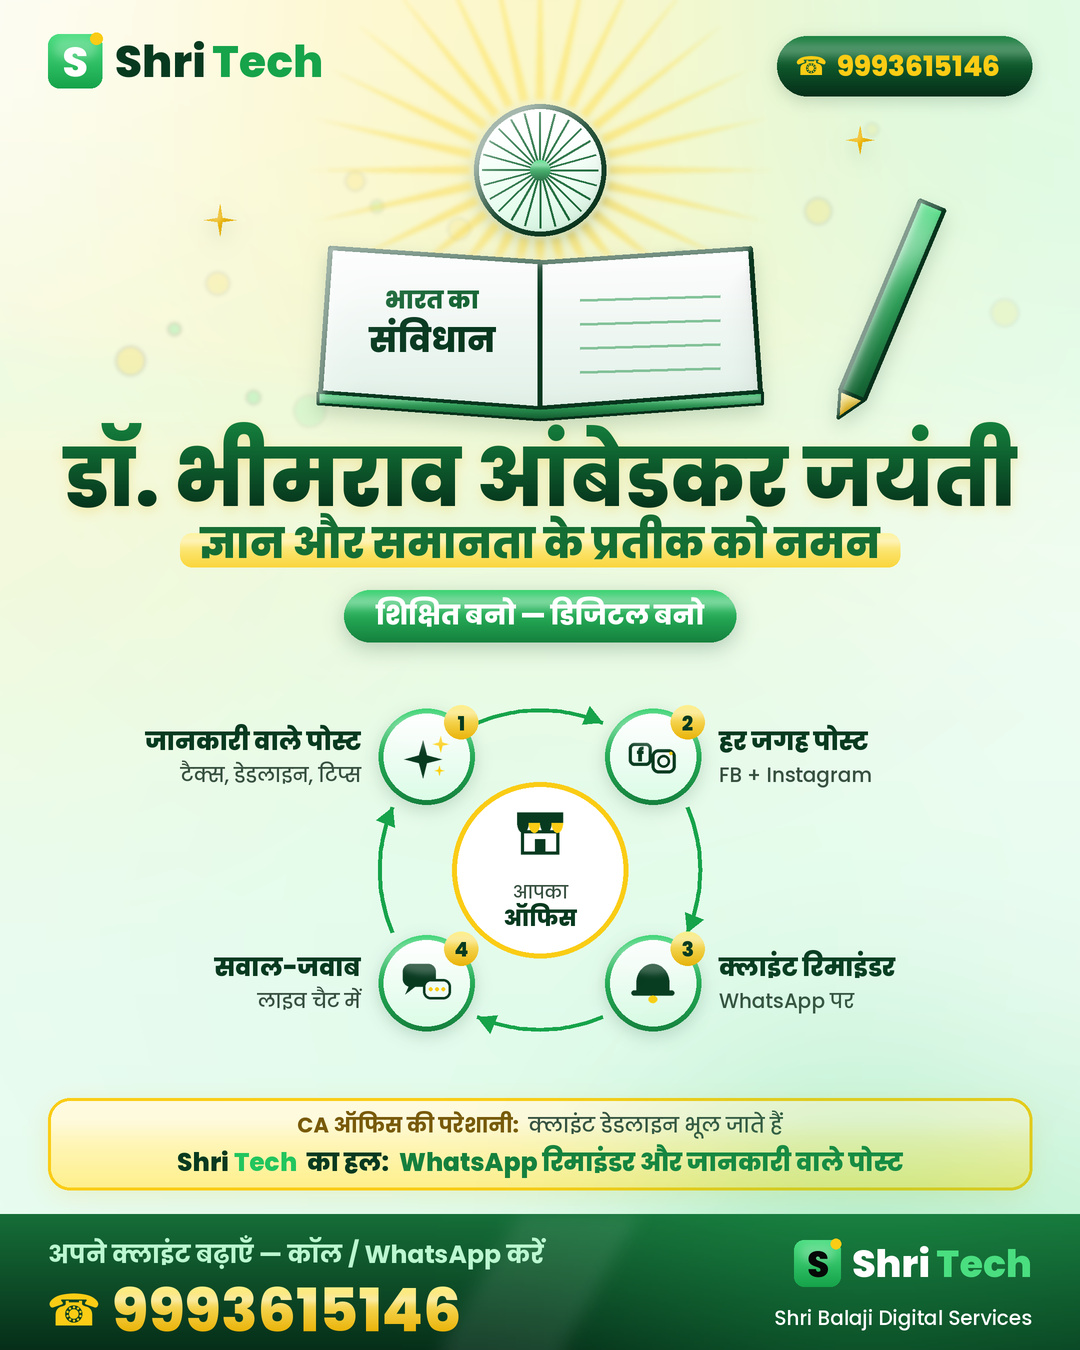 S Shri Tech
☎ 9993615146
भारत का
संविधान
डॉ. भीमराव आंबेडकर जयंती
ज्ञान और समानता के प्रतीक को नमन
शिक्षित बनो — डिजिटल बनो
1
जानकारी वाले पोस्ट
टैक्स, डेडलाइन, टिप्स
2
हर जगह पोस्ट
FB + Instagram
आपका
ऑफिस
4
सवाल-जवाब
लाइव चैट में
3
क्लाइंट रिमाइंडर
WhatsApp पर
CA ऑफिस की परेशानी: क्लाइंट डेडलाइन भूल जाते हैं
Shri Tech का हल: WhatsApp रिमाइंडर और जानकारी वाले पोस्ट
अपने क्लाइंट बढ़ाएँ — कॉल / WhatsApp करें
☎ 9993615146
S Shri Tech
Shri Balaji Digital Services